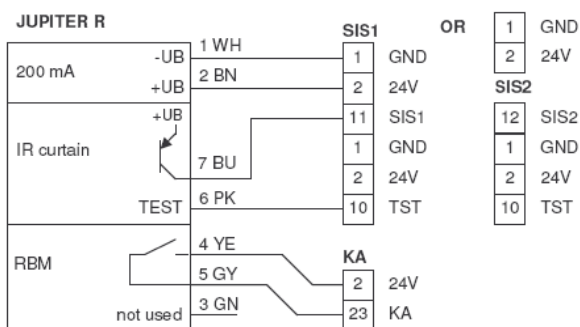 JUPITER R
SIS1 OR 1 GND
-UB 1 WH 1 GND 2 24V
200 mA
+UB 2 BN 2 24V SIS2
+UB 11 SIS1 12 SIS2
IR curtain 1 GND 1 GND
7 BU 2 24V 2 24V
TEST 6 PK 10 TST 10 TST
4 YE
RBM KA
5 GY 2 24V
not used 3 GN 23 KA